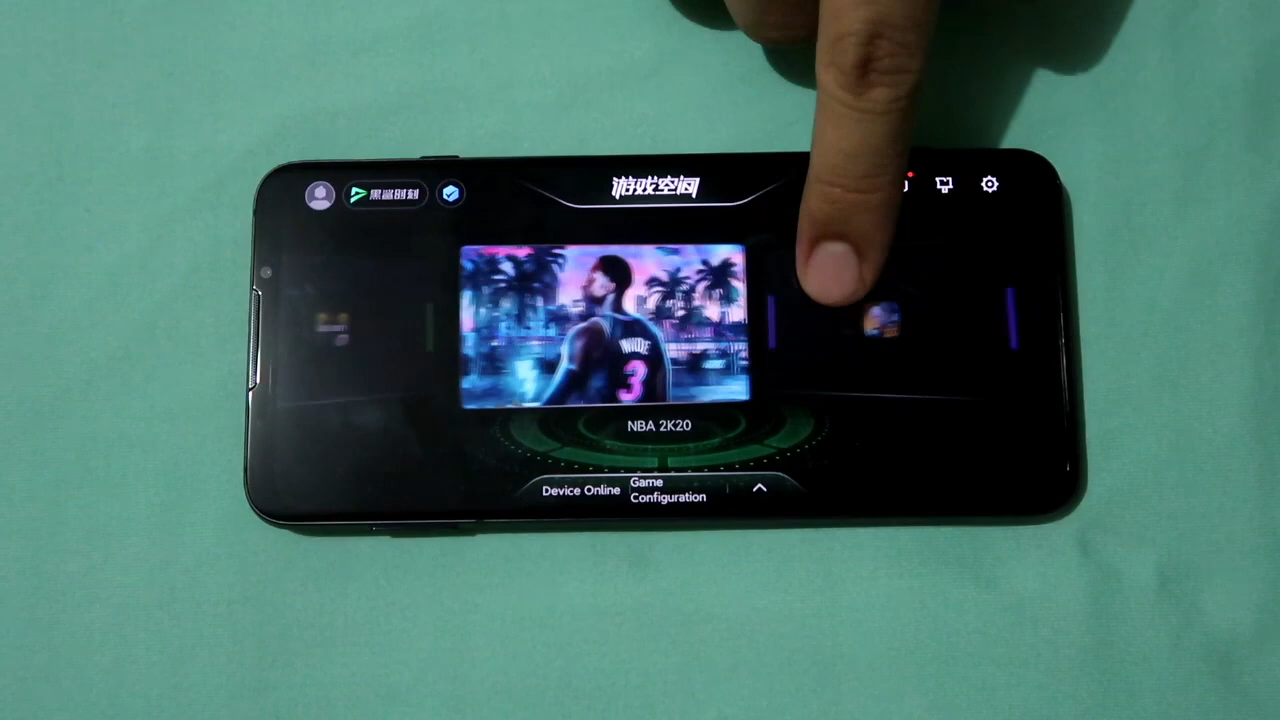 黑鲨时刻
游戏空间
WADE
3
NBA 2K20
Device Online
Game
Configuration